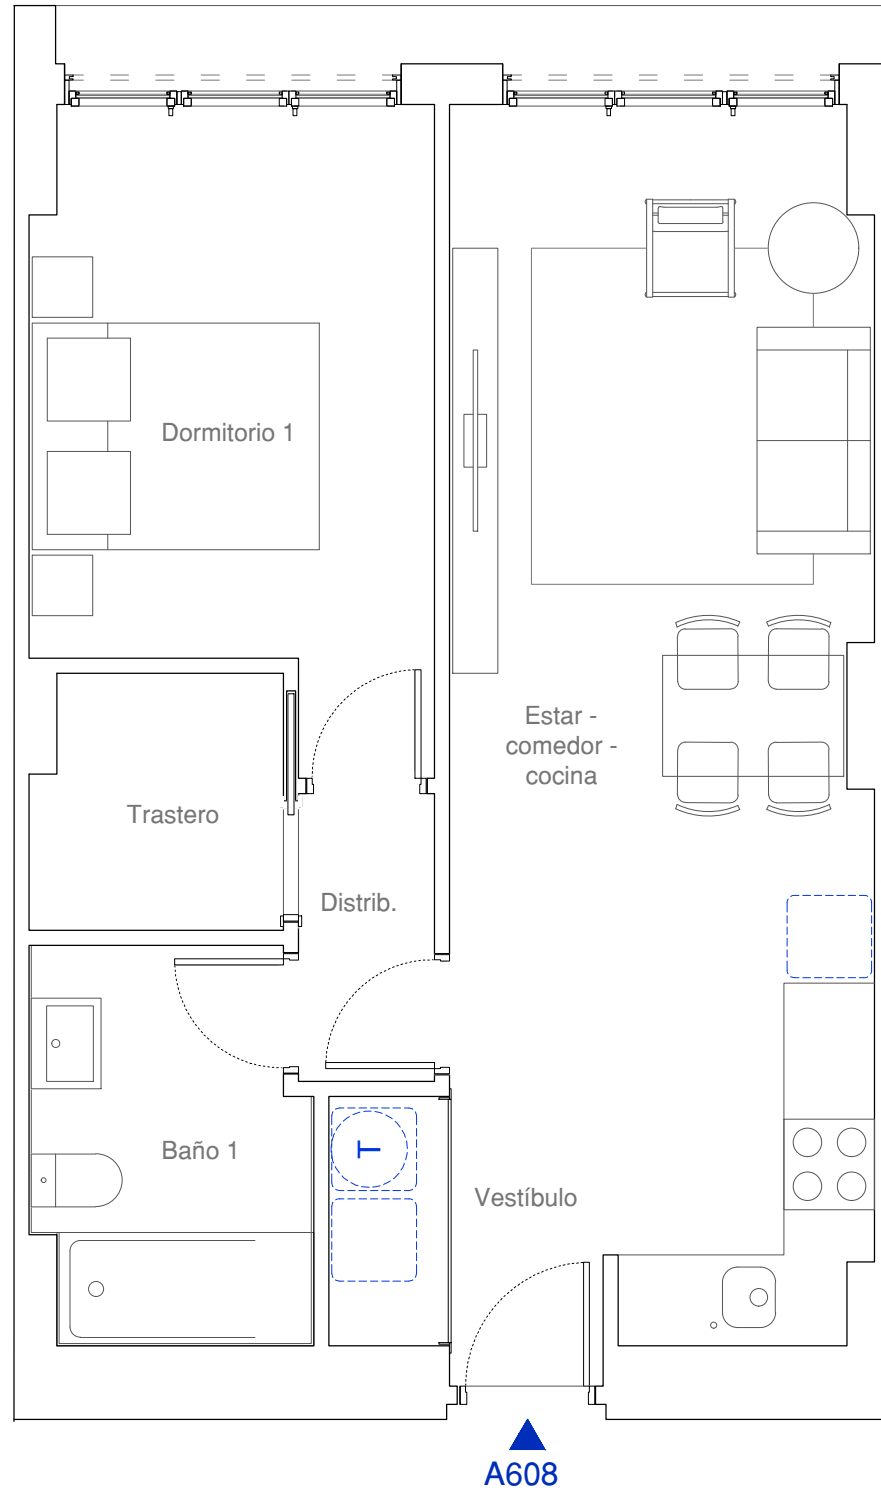 Dormitorio 1
Estar -
comedor -
cocina
Trastero
Distrib.
Baño 1
T
Vestíbulo
A608